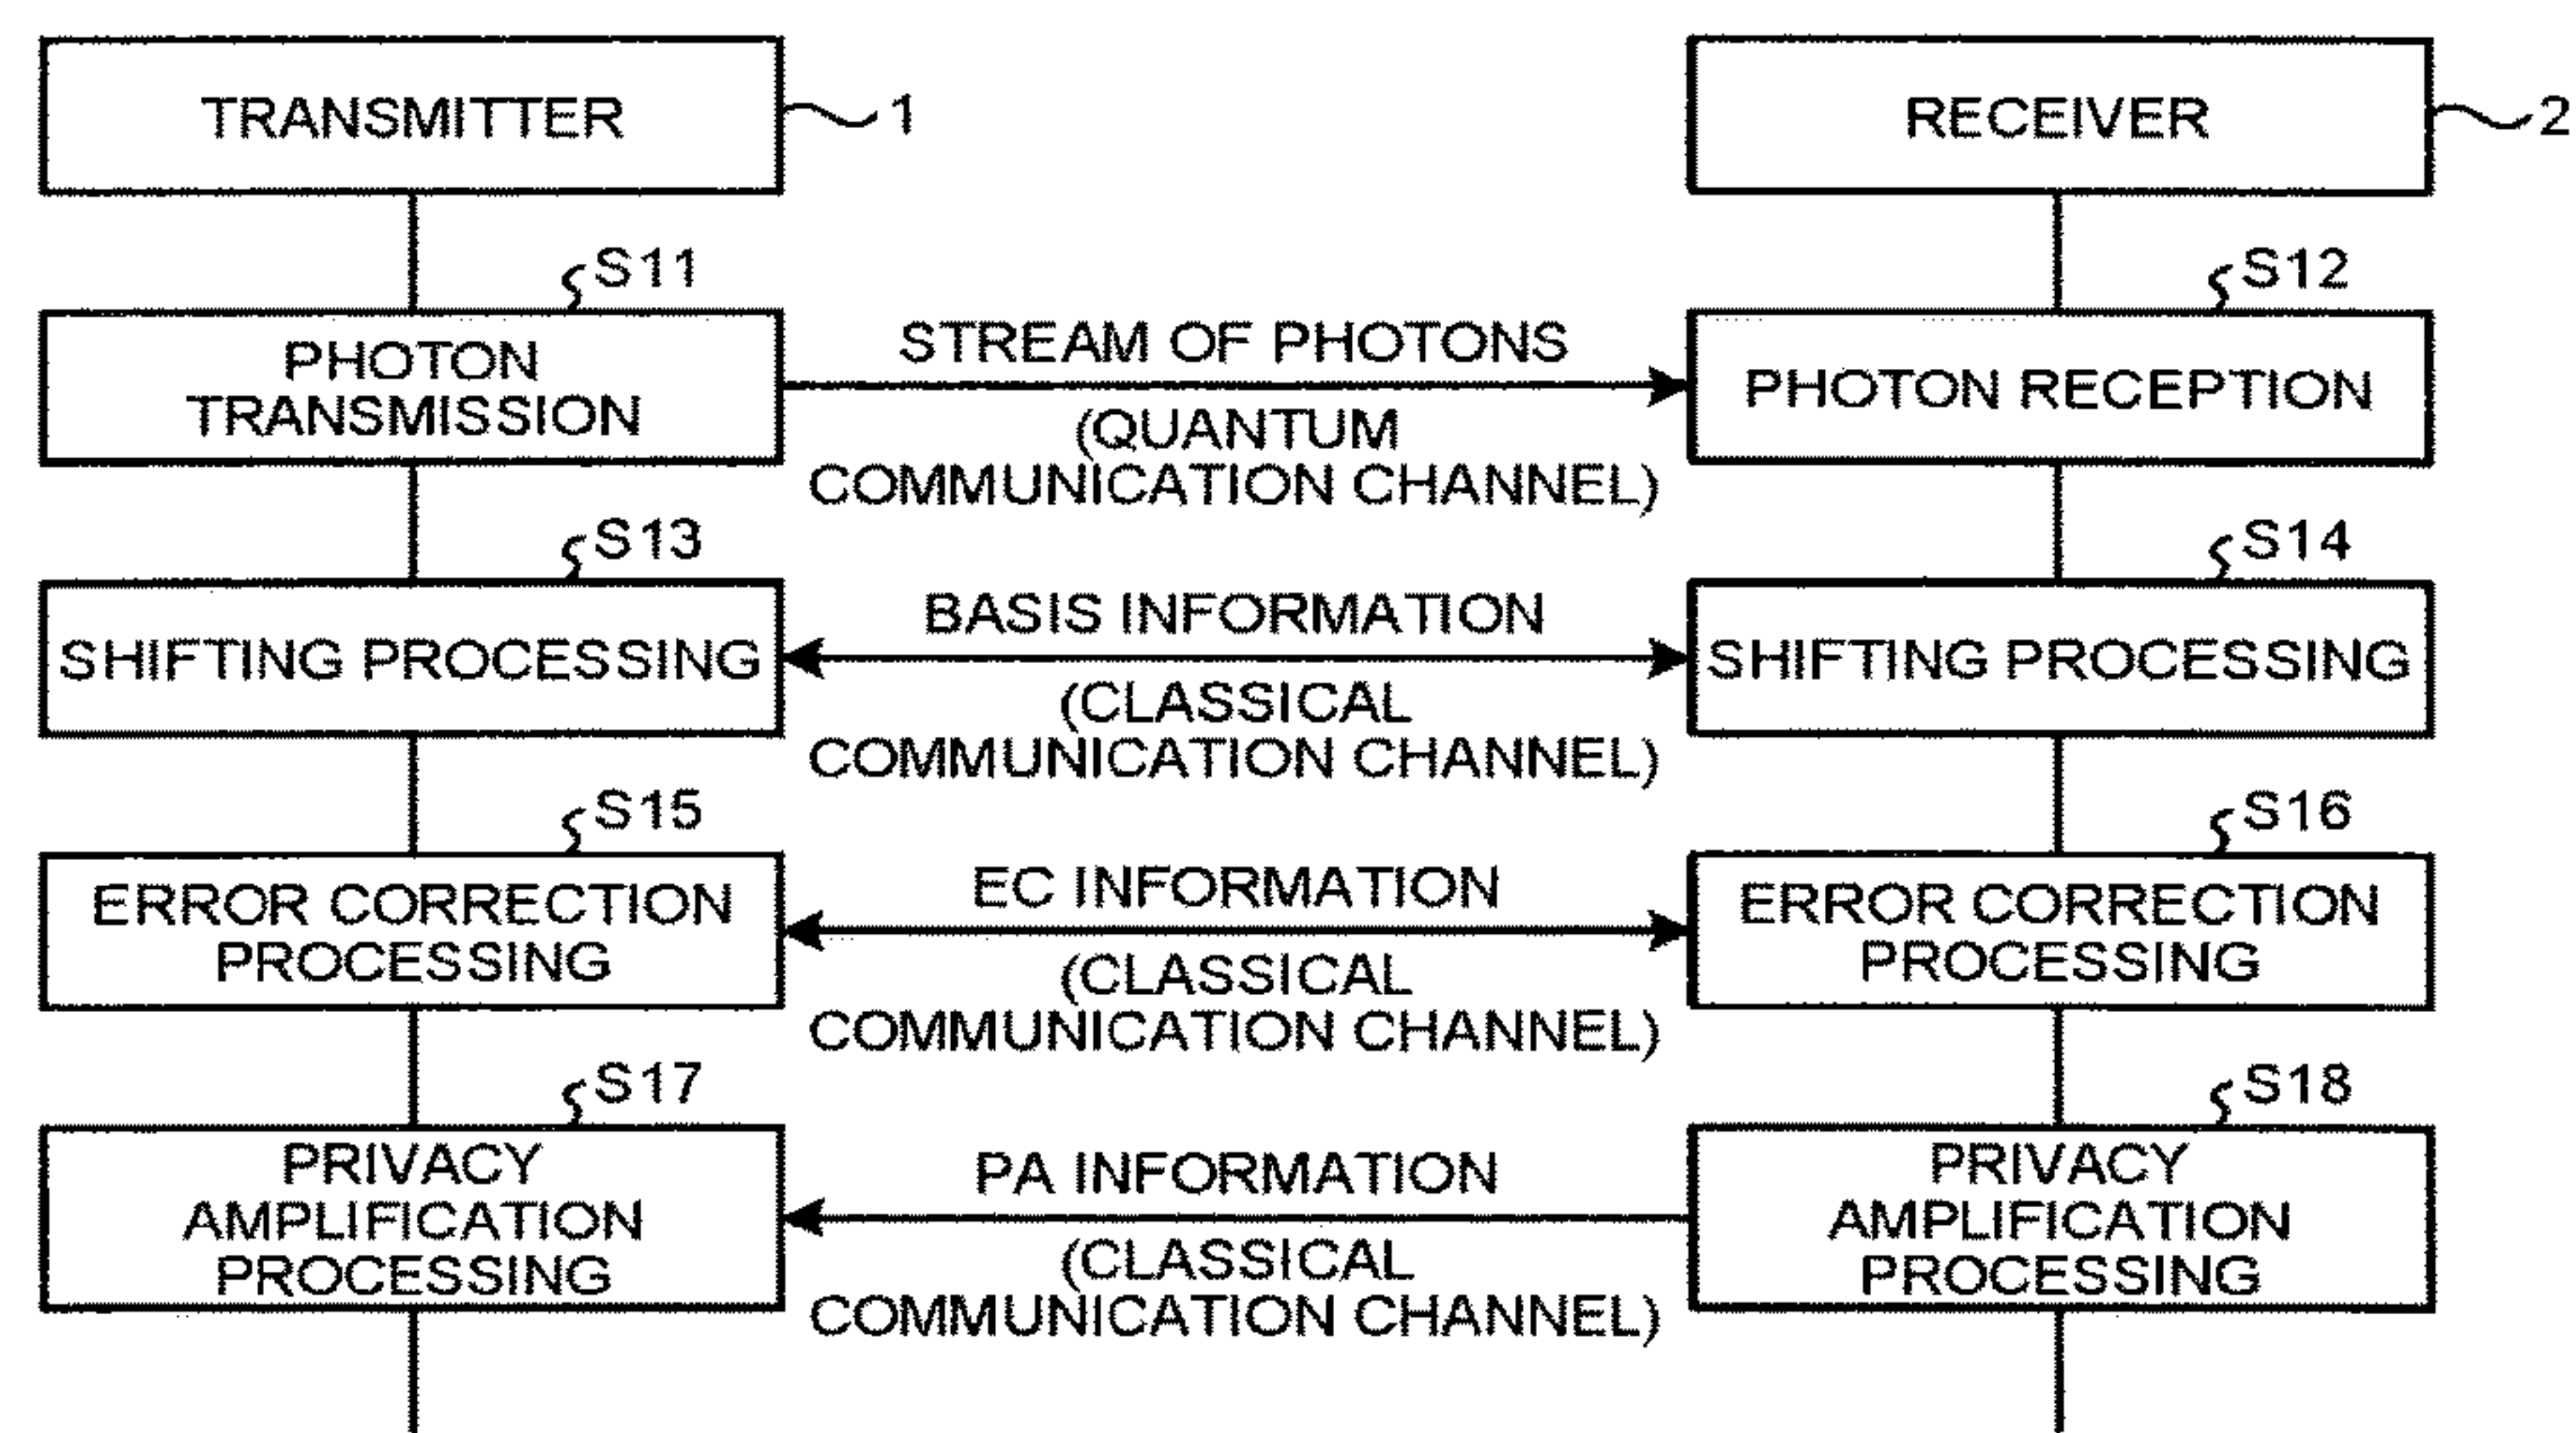 TRANSMITTER
1
RECEIVER
2
S11
PHOTON
TRANSMISSION
STREAM OF PHOTONS
(QUANTUM
COMMUNICATION CHANNEL)
S12
PHOTON RECEPTION
S13
SHIFTING PROCESSING
BASIS INFORMATION
(CLASSICAL
COMMUNICATION CHANNEL)
S14
SHIFTING PROCESSING
S15
ERROR CORRECTION
PROCESSING
EC INFORMATION
(CLASSICAL
COMMUNICATION CHANNEL)
S16
ERROR CORRECTION
PROCESSING
S17
PRIVACY
AMPLIFICATION
PROCESSING
PA INFORMATION
(CLASSICAL
COMMUNICATION CHANNEL)
S18
PRIVACY
AMPLIFICATION
PROCESSING